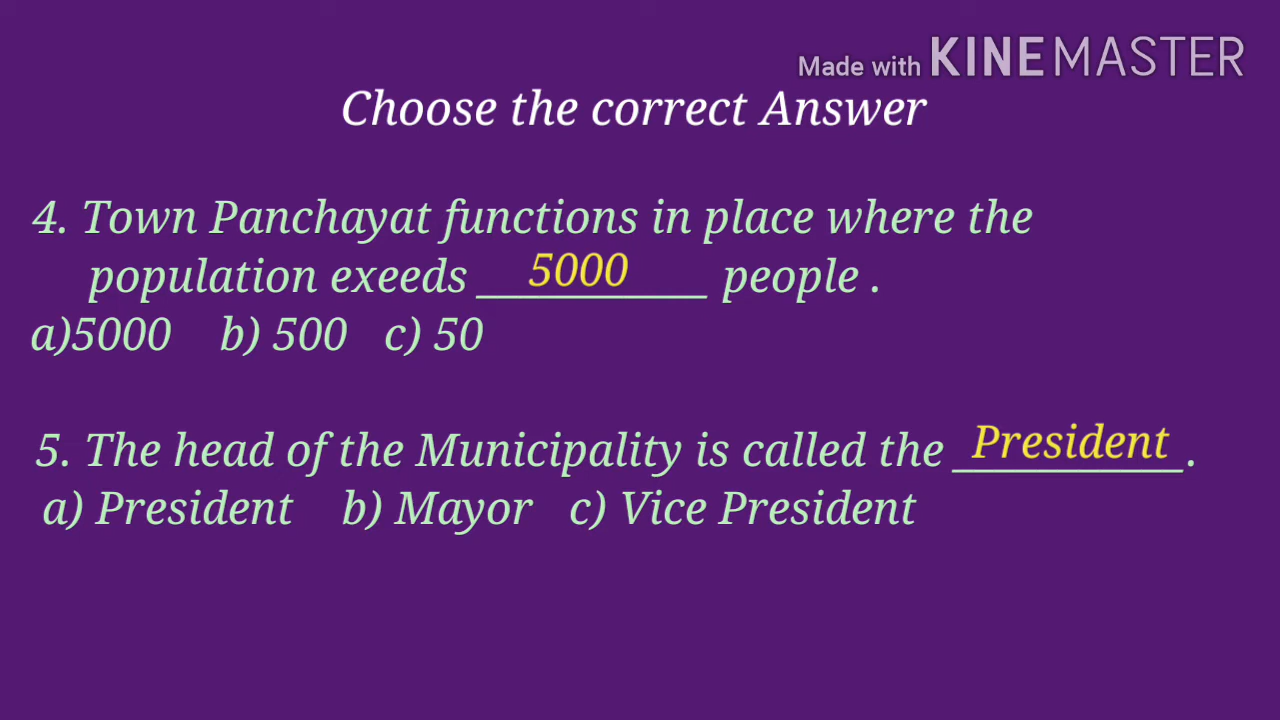 Made with KINEMASTER
Choose the correct Answer
4. Town Panchayat functions in place where the
population exeeds 5000 people .
a)5000 b) 500 c) 50
5. The head of the Municipality is called the President.
a) President b) Mayor c) Vice President